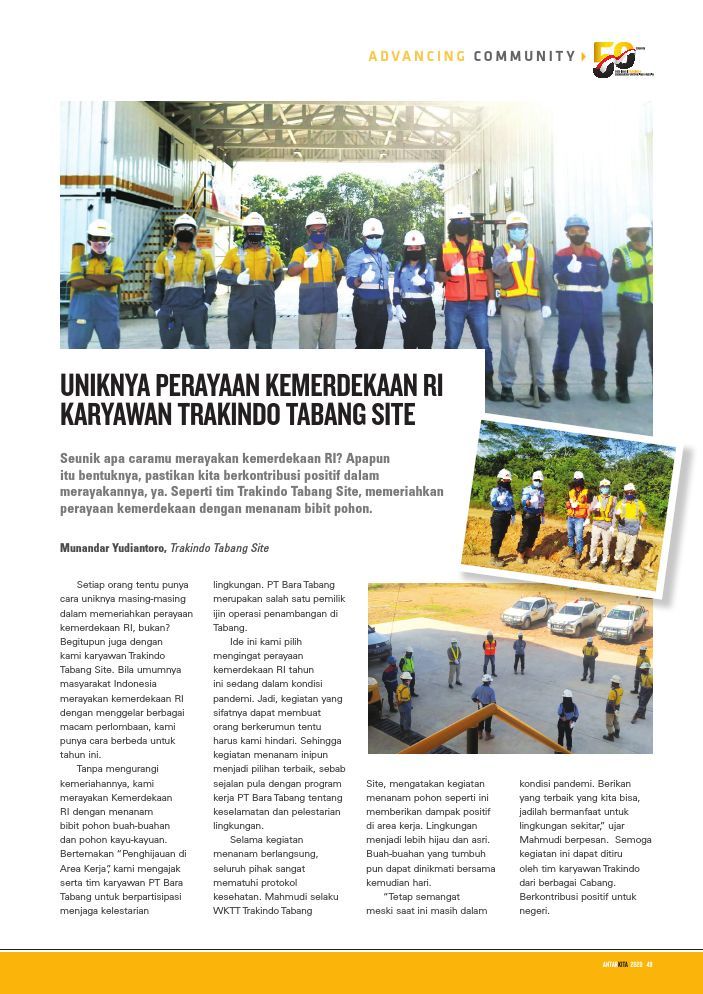 ADVANCING COMMUNITY
50
UNIKNYA PERAYAAN KEMERDEKAAN RI
KARYAWAN TRAKINDO TABANG SITE
Seunik apa caramu merayakan kemerdekaan RI? Apapun
itu bentuknya, pastikan kita berkontribusi positif dalam
merayakannya, ya. Seperti tim Trakindo Tabang Site, memeriahkan
perayaan kemerdekaan dengan menanam bibit pohon.
Munandar Yudiantoro, Trakindo Tabang Site
Setiap orang tentu punya
cara uniknya masing-masing
dalam memeriahkan perayaan
kemerdekaan RI, bukan?
Begitupun juga dengan
kami karyawan Trakindo
Tabang Site. Bila umumnya
masyarakat Indonesia
merayakan kemerdekaan RI
dengan menggelar berbagai
macam perlombaan, kami
punya cara berbeda untuk
tahun ini.
Tanpa mengurangi
kemeriahannya, kami
merayakan Kemerdekaan
RI dengan menanam
bibit pohon buah-buahan
dan pohon kayu-kayuan.
Bertemakan “Penghijauan di
Area Kerja”, kami mengajak
serta tim karyawan PT Bara
Tabang untuk berpartisipasi
menjaga kelestarian
lingkungan. PT Bara Tabang
merupakan salah satu pemilik
ijin operasi penambangan di
Tabang.
Ide ini kami pilih
mengingat perayaan
kemerdekaan RI tahun
ini sedang dalam kondisi
pandemi. Jadi, kegiatan yang
sifatnya dapat membuat
orang berkerumun tentu
harus kami hindari. Sehingga
kegiatan menanam inipun
menjadi pilihan terbaik, sebab
sejalan pula dengan program
kerja PT Bara Tabang tentang
keselamatan dan pelestarian
lingkungan.
Selama kegiatan
menanam berlangsung,
seluruh pihak sangat
mematuhi protokol
kesehatan. Mahmudi selaku
WKTT Trakindo Tabang
Site, mengatakan kegiatan
menanam pohon seperti ini
memberikan dampak positif
di area kerja. Lingkungan
menjadi lebih hijau dan asri.
Buah-buahan yang tumbuh
pun dapat dinikmati bersama
kemudian hari.
“Tetap semangat
meski saat ini masih dalam
kondisi pandemi. Berikan
yang terbaik yang kita bisa,
jadilah bermanfaat untuk
lingkungan sekitar,” ujar
Mahmudi berpesan. Semoga
kegiatan ini dapat ditiru
oleh tim karyawan Trakindo
dari berbagai Cabang.
Berkontribusi positif untuk
negeri.
ANTARKITA 2020 49